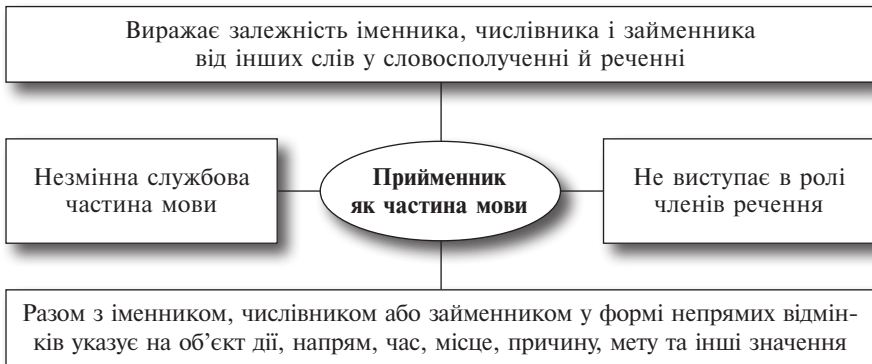 Виражає залежність іменника, числівника і займенника
від інших слів у словосполученні й реченні
Незмінна службова
частина мови
Прийменник
як частина мови
Не виступає в ролі
членів речення
Разом з іменником, числівником або займенником у формі непрямих відмін-
ків указує на об’єкт дії, напрям, час, місце, причину, мету та інші значення